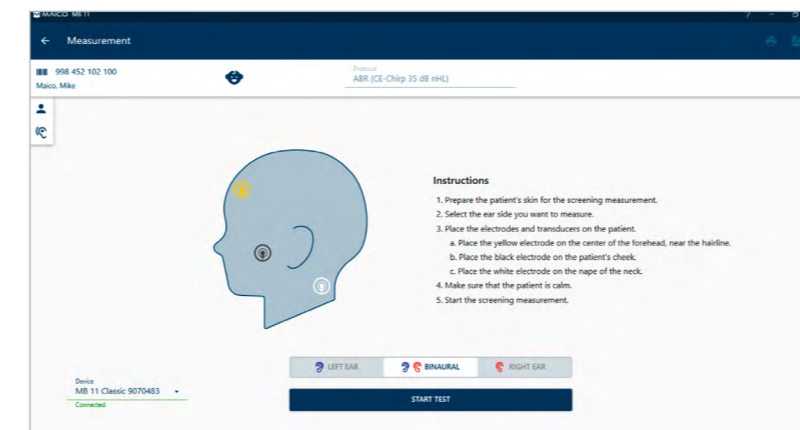 MAICO MB 11
Measurement
998 452 102 100
Maico, Mike
Protocol
ABR (CE-Chirp 35 dB nHL)
Instructions
1. Prepare the patient's skin for the screening measurement.
2. Select the ear side you want to measure.
3. Place the electrodes and transducers on the patient.
a. Place the yellow electrode on the center of the forehead, near the hairline.
b. Place the black electrode on the patient's cheek.
c. Place the white electrode on the nape of the neck.
4. Make sure that the patient is calm.
5. Start the screening measurement.
LEFT EAR BINAURAL RIGHT EAR
Device
MB 11 Classic 9070483
Connected
START TEST